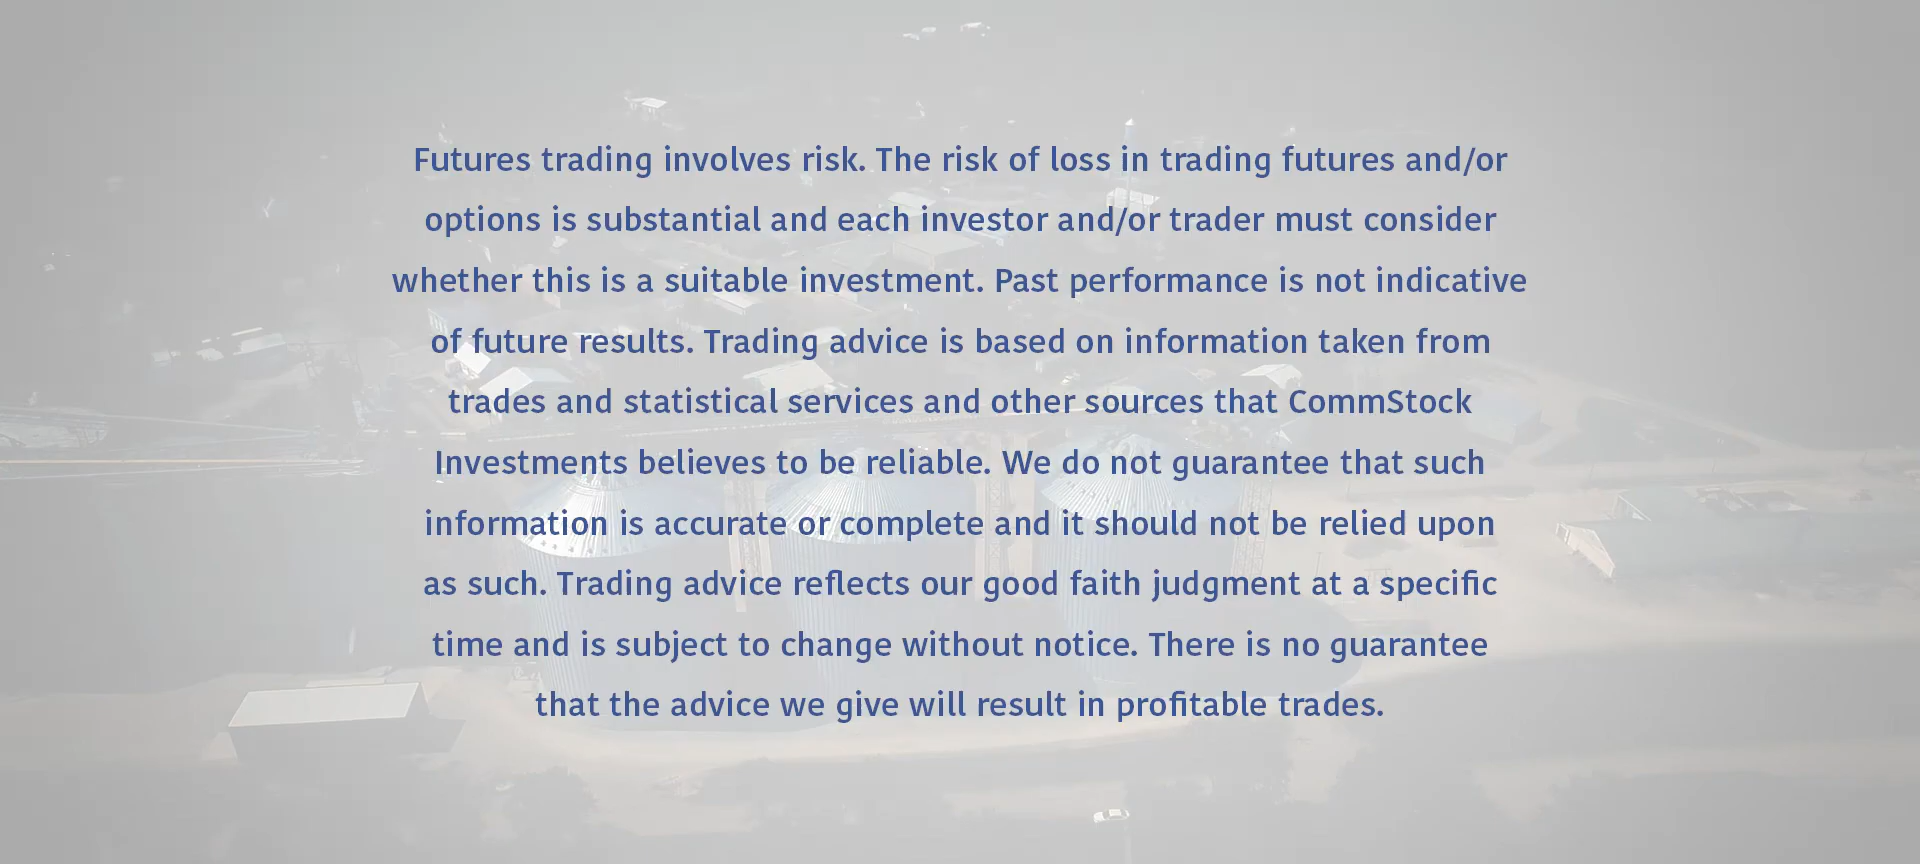 Futures trading involves risk. The risk of loss in trading futures and/or
options is substantial and each investor and/or trader must consider
whether this is a suitable investment. Past performance is not indicative
of future results. Trading advice is based on information taken from
trades and statistical services and other sources that CommStock
Investments believes to be reliable. We do not guarantee that such
information is accurate or complete and it should not be relied upon
as such. Trading advice reflects our good faith judgment at a specific
time and is subject to change without notice. There is no guarantee
that the advice we give will result in profitable trades.